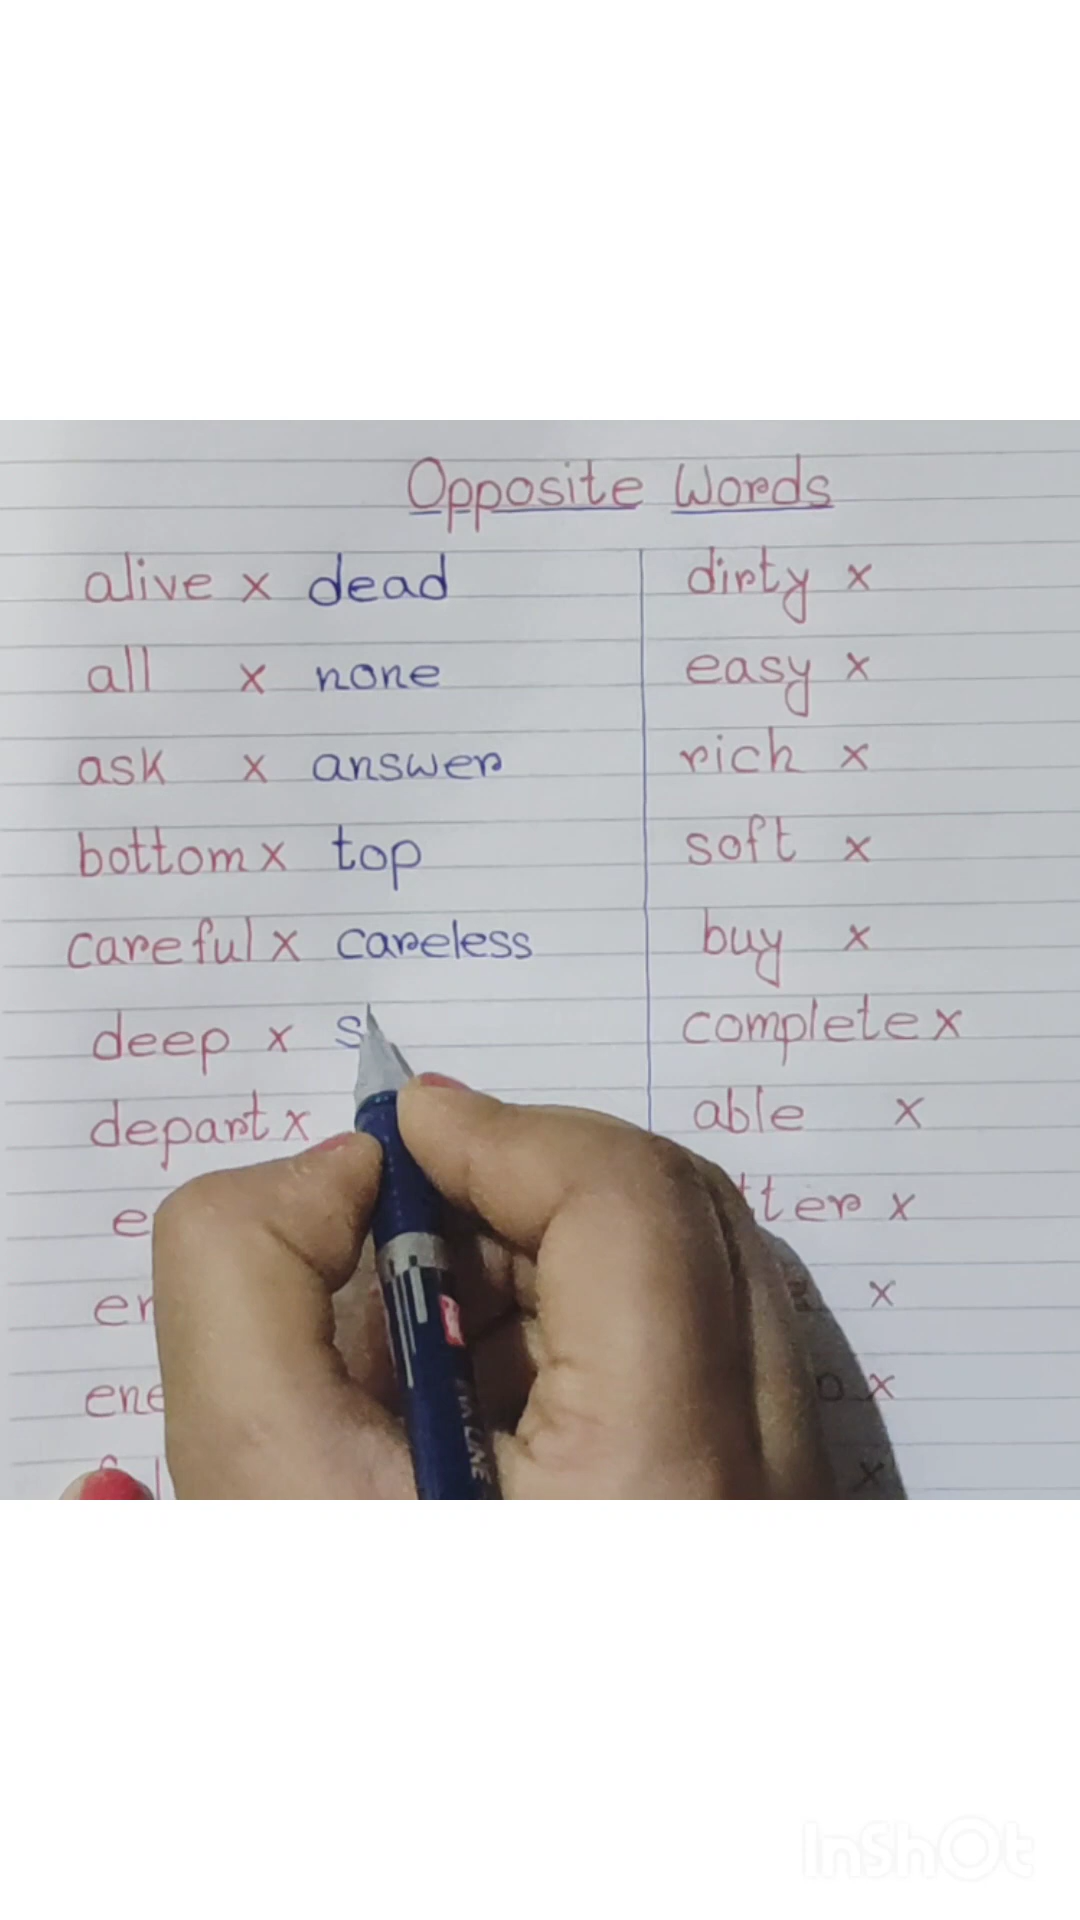 Opposite Words
alive x dead
all x none
ask x answer
bottom x top
careful x careless
deep x s
depart x
dirty x
easy x
rich x
soft x
buy x
complete x
able x
x
x
x
x
InShOt